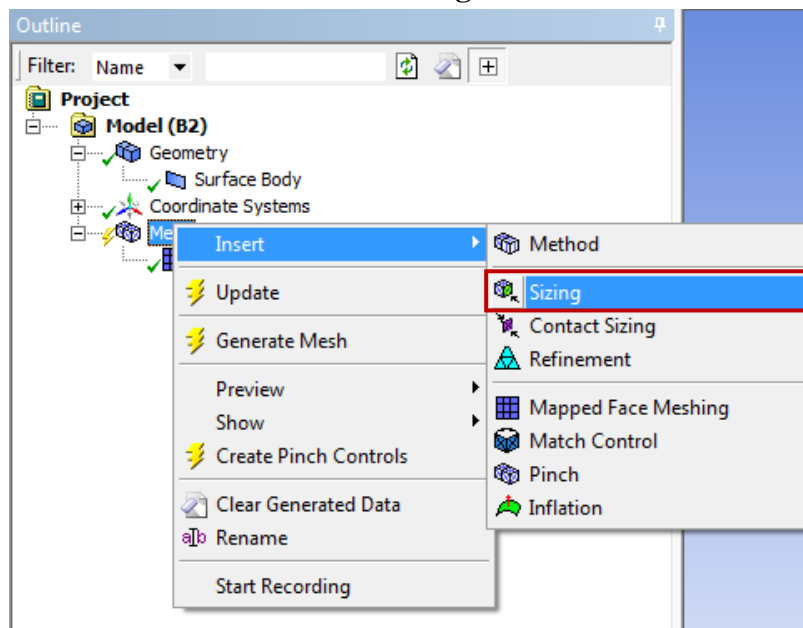 Outline
Filter: Name
Project
Model (B2)
Geometry
Surface Body
Coordinate Systems
Insert
Update
Generate Mesh
Preview
Show
Create Pinch Controls
Clear Generated Data
Rename
Start Recording
Method
Sizing
Contact Sizing
Refinement
Mapped Face Meshing
Match Control
Pinch
Inflation